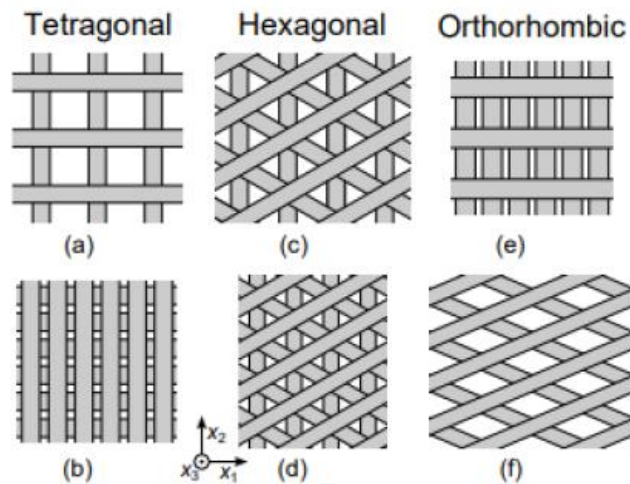 Tetragonal Hexagonal Orthorhombic
(a) (c) (e)
x2
x3 x1
(b) (d) (f)